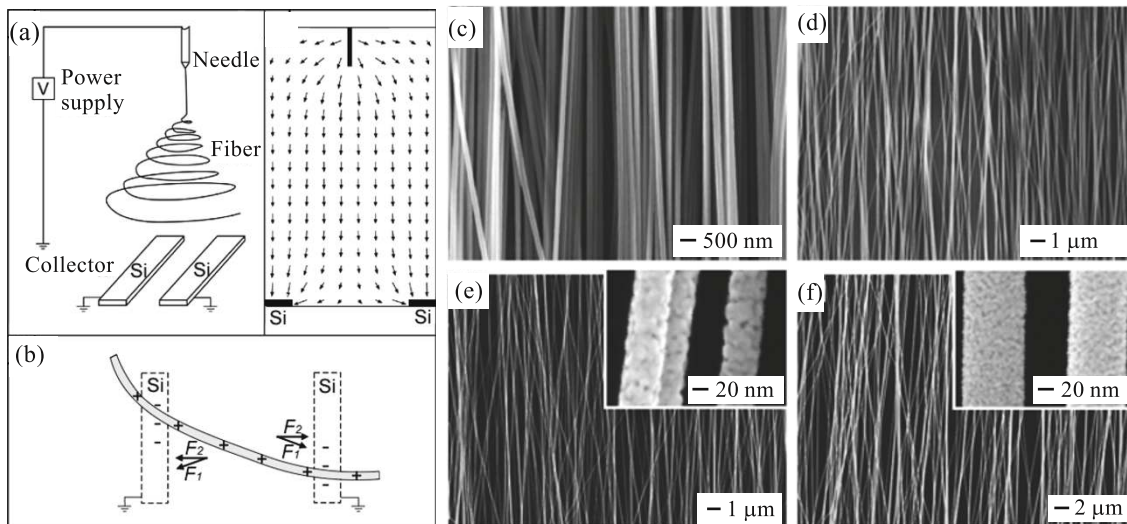 (a)
Needle
V
Power
supply
Fiber
Collector
Si
Si
Si
Si
(b)
Si
Si
F₂
F₁
F₂
F₁
(c)
500 nm
(d)
1 μm
(e)
20 nm
1 μm
(f)
20 nm
2 μm